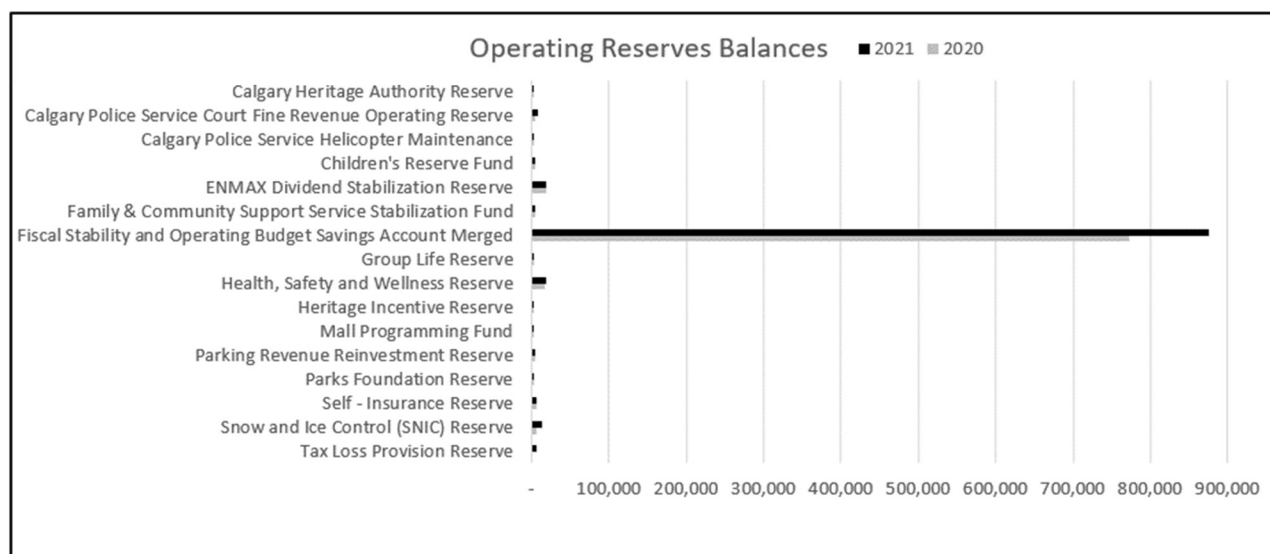 Operating Reserves Balances 2021 2020
Calgary Heritage Authority Reserve
Calgary Police Service Court Fine Revenue Operating Reserve
Calgary Police Service Helicopter Maintenance
Children's Reserve Fund
ENMAX Dividend Stabilization Reserve
Family & Community Support Service Stabilization Fund
Fiscal Stability and Operating Budget Savings Account Merged
Group Life Reserve
Health, Safety and Wellness Reserve
Heritage Incentive Reserve
Mall Programming Fund
Parking Revenue Reinvestment Reserve
Parks Foundation Reserve
Self - Insurance Reserve
Snow and Ice Control (SNIC) Reserve
Tax Loss Provision Reserve
- 100,000 200,000 300,000 400,000 500,000 600,000 700,000 800,000 900,000